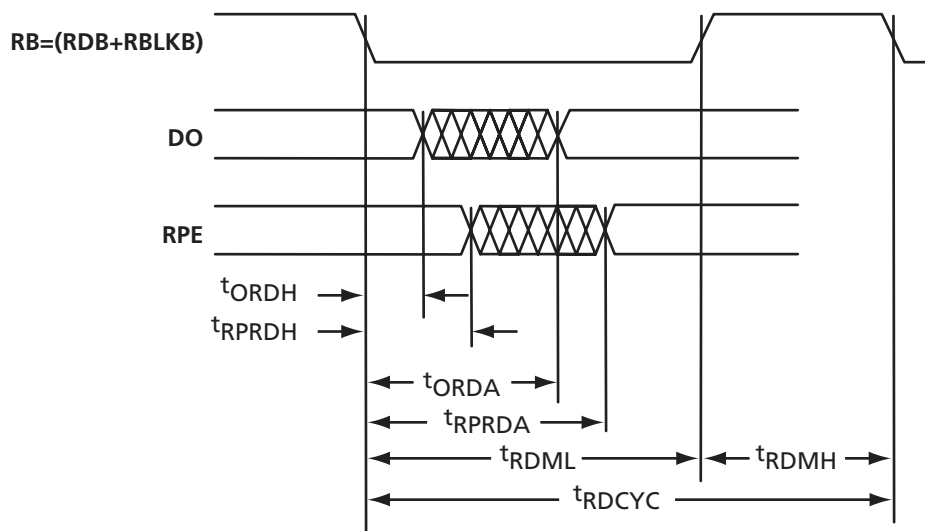 RB=(RDB+RBLKB)
DO
RPE
tORDH
tRPRDH
tORDA
tRPRDA
tRDML
tRDMH
tRDCYC